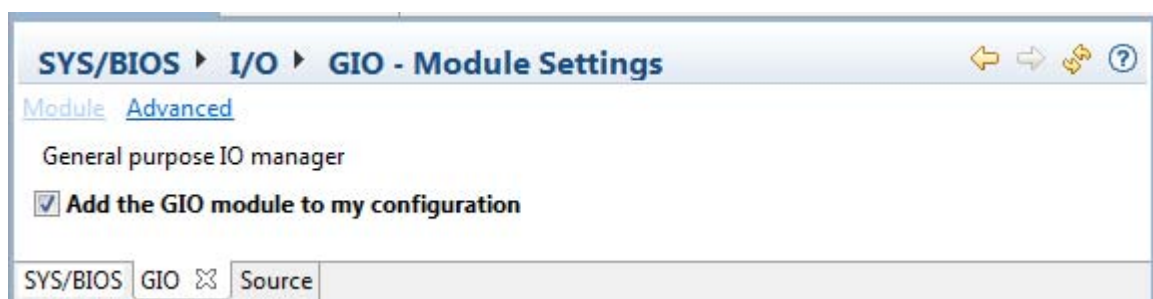 SYS/BIOS ▸ I/O ▸ GIO - Module Settings
Module Advanced
General purpose IO manager
Add the GIO module to my configuration
SYS/BIOS GIO Source